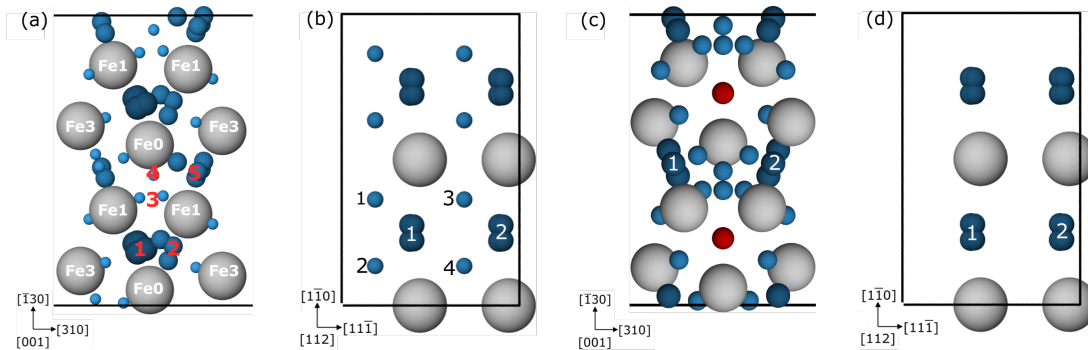 (a)
Fe1 Fe1
Fe3 Fe3
Fe0
4 5
3
Fe1 Fe1
1 2
Fe3 Fe3
Fe0
[1̅30]
[310]
[001]
(b)
1 3
1 2
2 4
[11̅0]
[111̅]
[112]
(c)
1 2
[1̅30]
[310]
[001]
(d)
1 2
[11̅0]
[111̅]
[112]